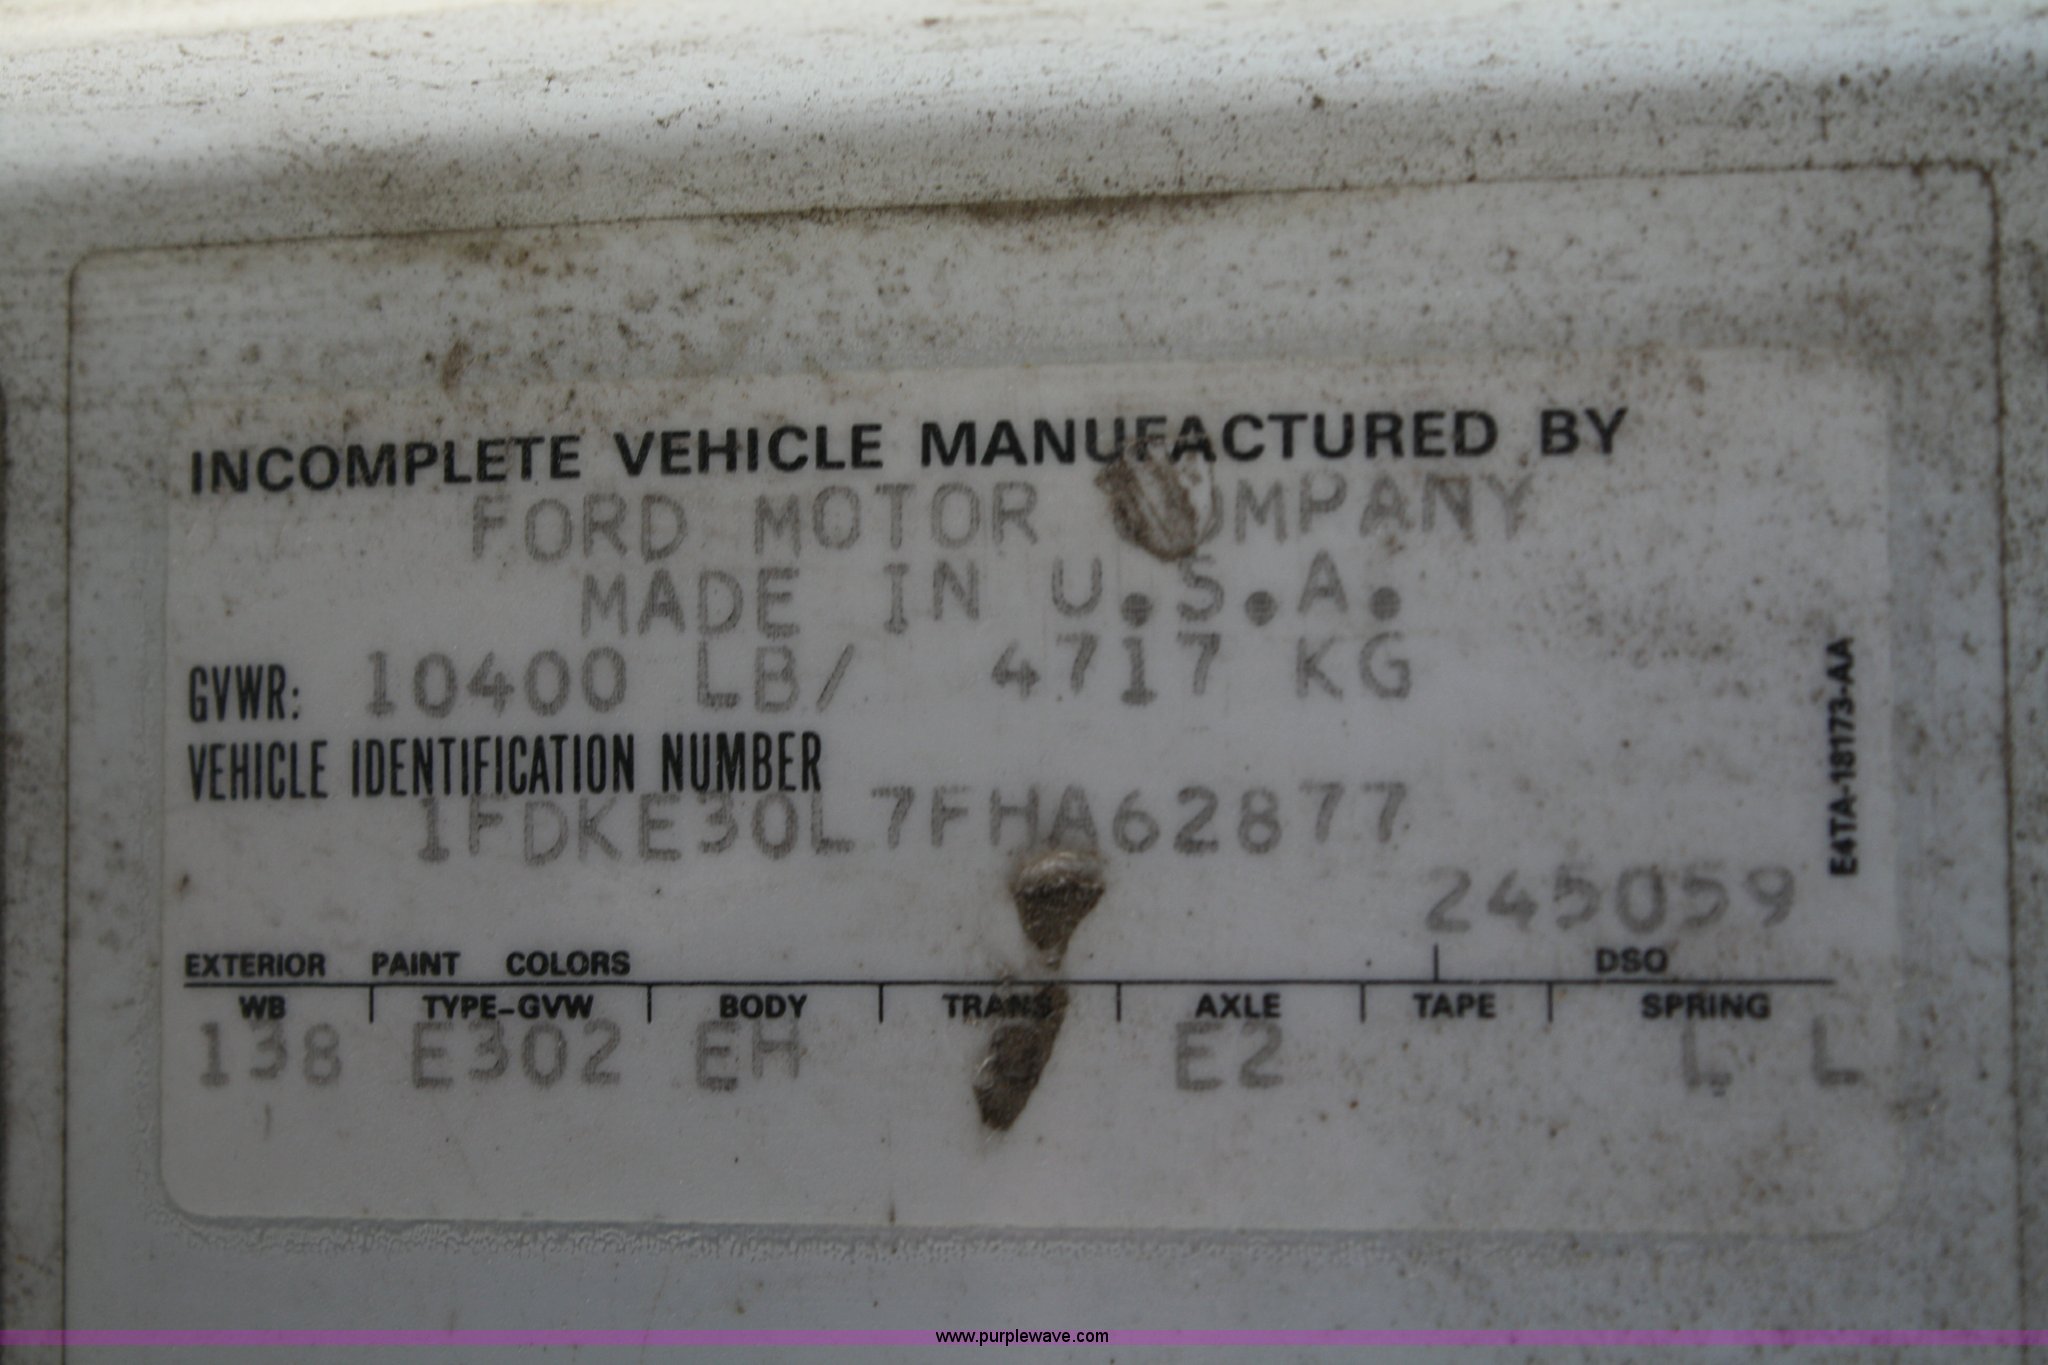 INCOMPLETE VEHICLE MANUFACTURED BY
FORD MOTOR COMPANY
MADE IN U.S.A.
GVWR: 10400 LB/ 4717 KG
VEHICLE IDENTIFICATION NUMBER
1FDKE30L7FHA62877
245059
EXTERIOR PAINT COLORS DSO
WB TYPE-GVW BODY TRANS AXLE TAPE SPRING
138 E302 EH E2 L L
E4TA-18173-AA
www.purplewave.com